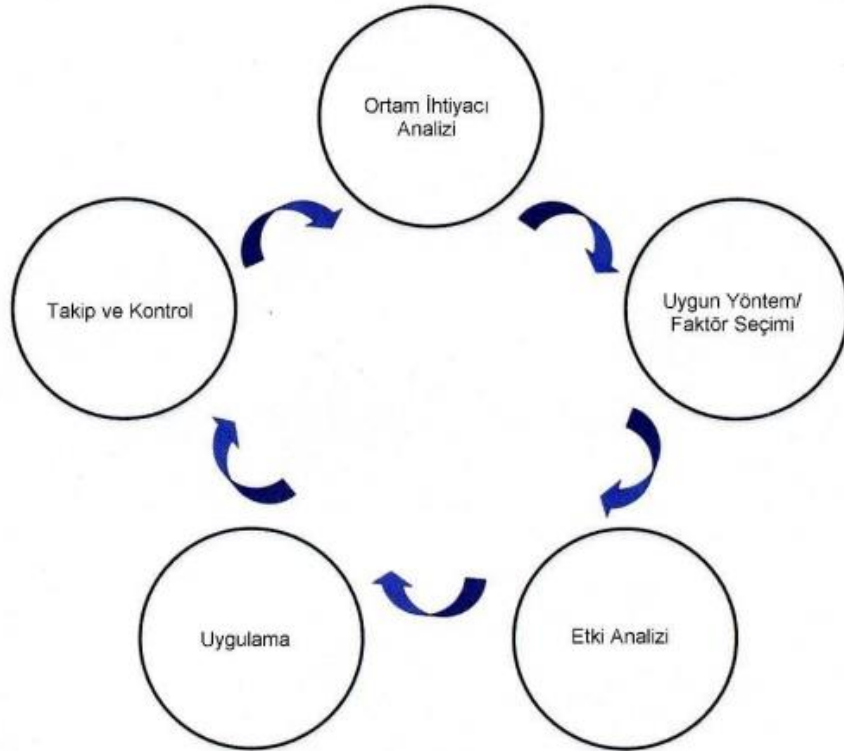 Ortam İhtiyacı
Analizi
Uygun Yöntem/
Faktör Seçimi
Etki Analizi
Uygulama
Takip ve Kontrol